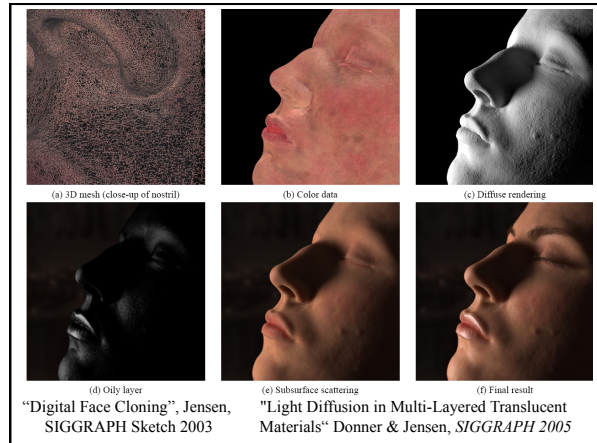 (a) 3D mesh (close-up of nostril)
(b) Color data
(c) Diffuse rendering
(d) Oily layer
(e) Subsurface scattering
(f) Final result
“Digital Face Cloning”, Jensen,
SIGGRAPH Sketch 2003
"Light Diffusion in Multi-Layered Translucent
Materials“ Donner & Jensen, SIGGRAPH 2005